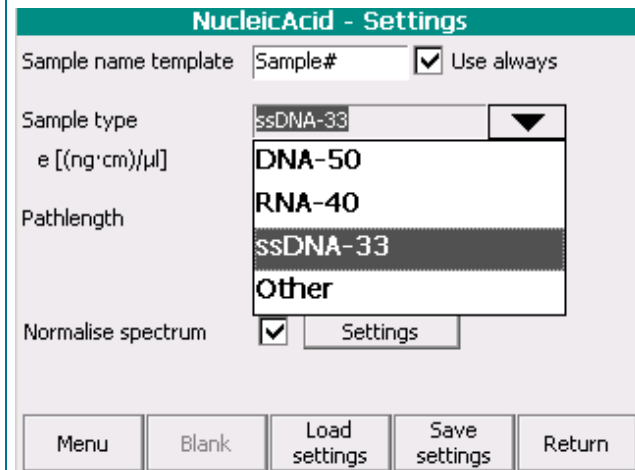 NucleicAcid - Settings
Sample name template Sample# Use always
Sample type ssDNA-33
e [(ng·cm)/µl] DNA-50
RNA-40
Pathlength
ssDNA-33
Other
Normalise spectrum Settings
Menu Blank Load settings Save settings Return